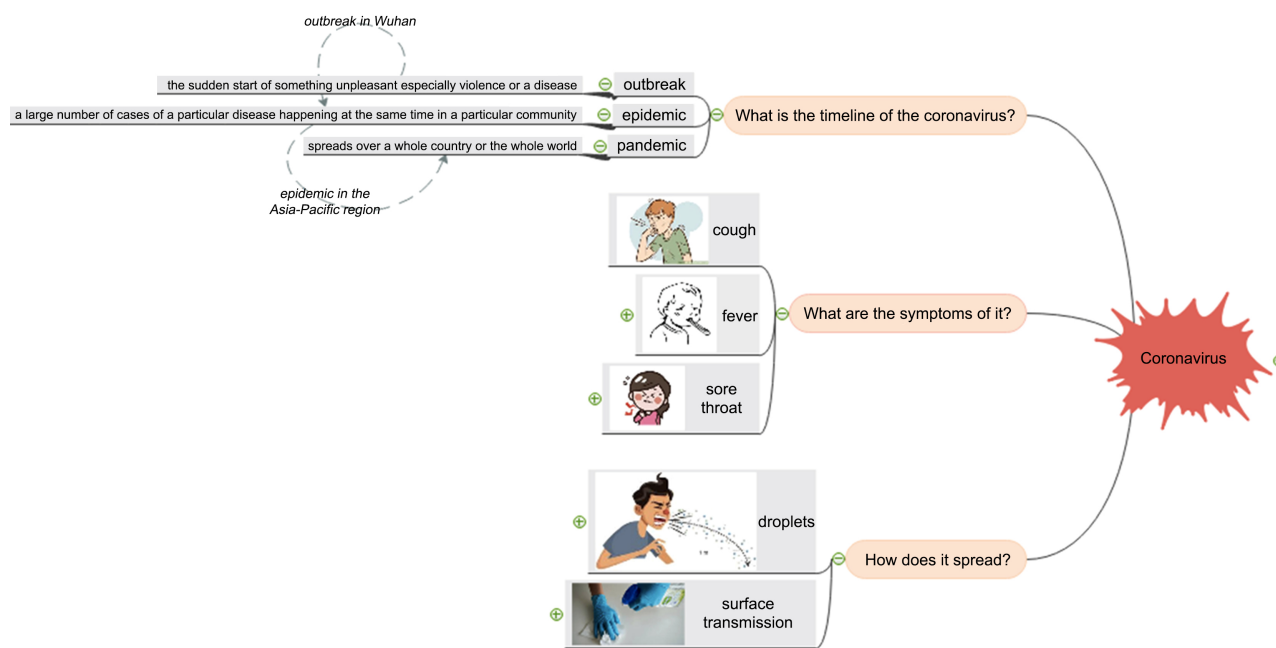 outbreak in Wuhan
the sudden start of something unpleasant especially violence or a disease
outbreak
a large number of cases of a particular disease happening at the same time in a particular community
epidemic
What is the timeline of the coronavirus?
spreads over a whole country or the whole world
pandemic
epidemic in the
Asia-Pacific region
cough
fever
What are the symptoms of it?
Coronavirus
sore
throat
droplets
How does it spread?
surface
transmission